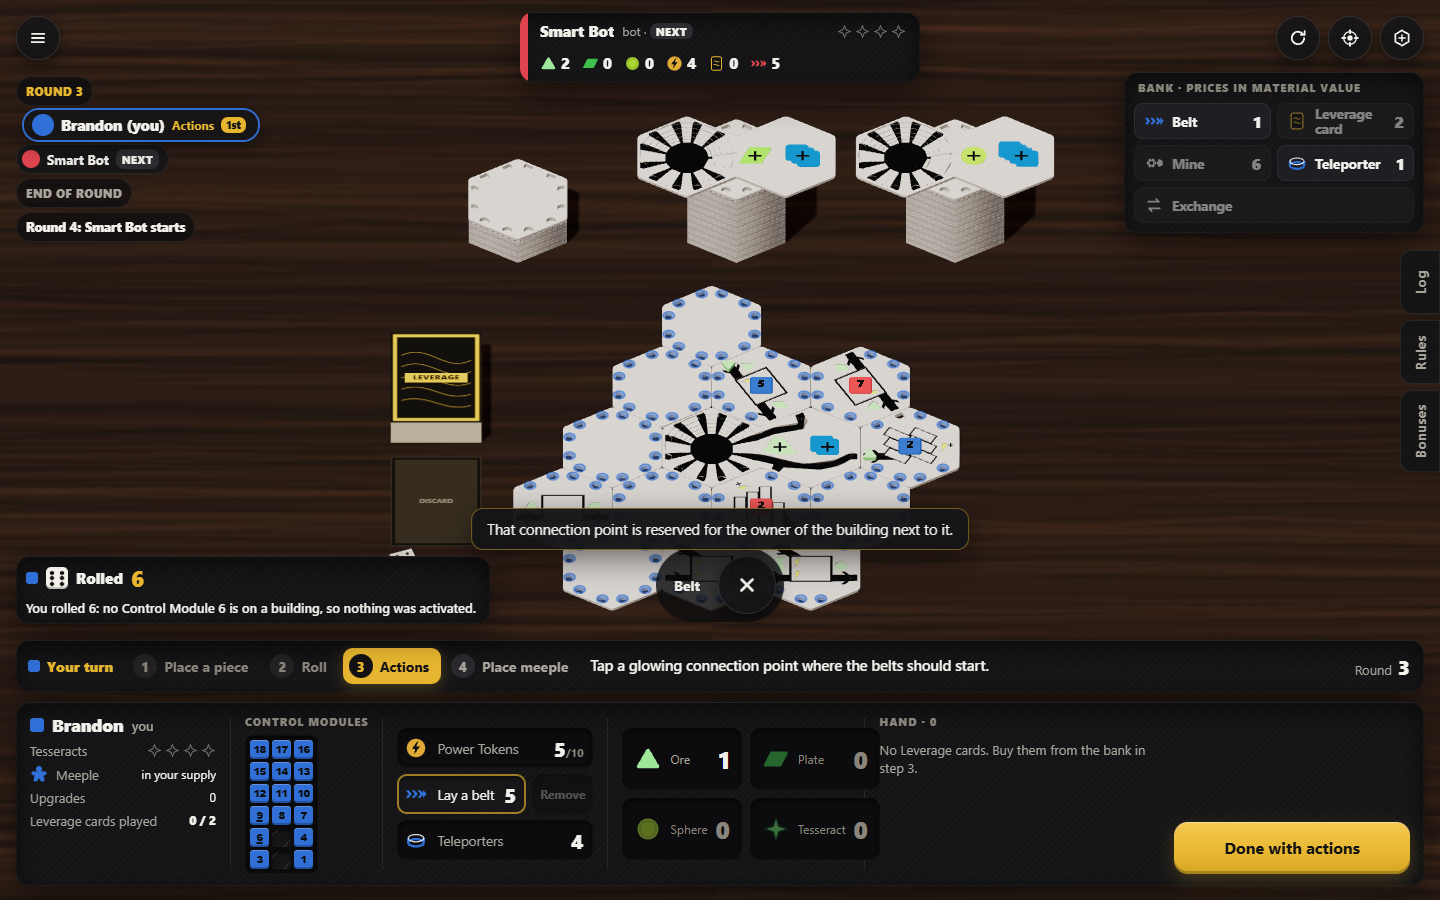 Smart Bot bot · NEXT
2 0 0 4 0 5
ROUND 3
Brandon (you) Actions 1st
Smart Bot NEXT
END OF ROUND
Round 4: Smart Bot starts
BANK · PRICES IN MATERIAL VALUE
Belt 1
Leverage card 2
Mine 6
Teleporter 1
Exchange
Log
Rules
Bonuses
LEVERAGE
DISCARD
5
7
2
2
That connection point is reserved for the owner of the building next to it.
Belt
Rolled 6
You rolled 6: no Control Module 6 is on a building, so nothing was activated.
Your turn 1 Place a piece 2 Roll 3 Actions 4 Place meeple Tap a glowing connection point where the belts should start. Round 3
Brandon you
Tesseracts
Meeple in your supply
Upgrades 0
Leverage cards played 0 / 2
CONTROL MODULES
18 17 16
15 14 13
12 11 10
9 8 7
6 4
3 1
Power Tokens 5/10
Lay a belt 5 Remove
Teleporters 4
Ore 1
Plate 0
Sphere 0
Tesseract 0
HAND · 0
No Leverage cards. Buy them from the bank in
step 3.
Done with actions